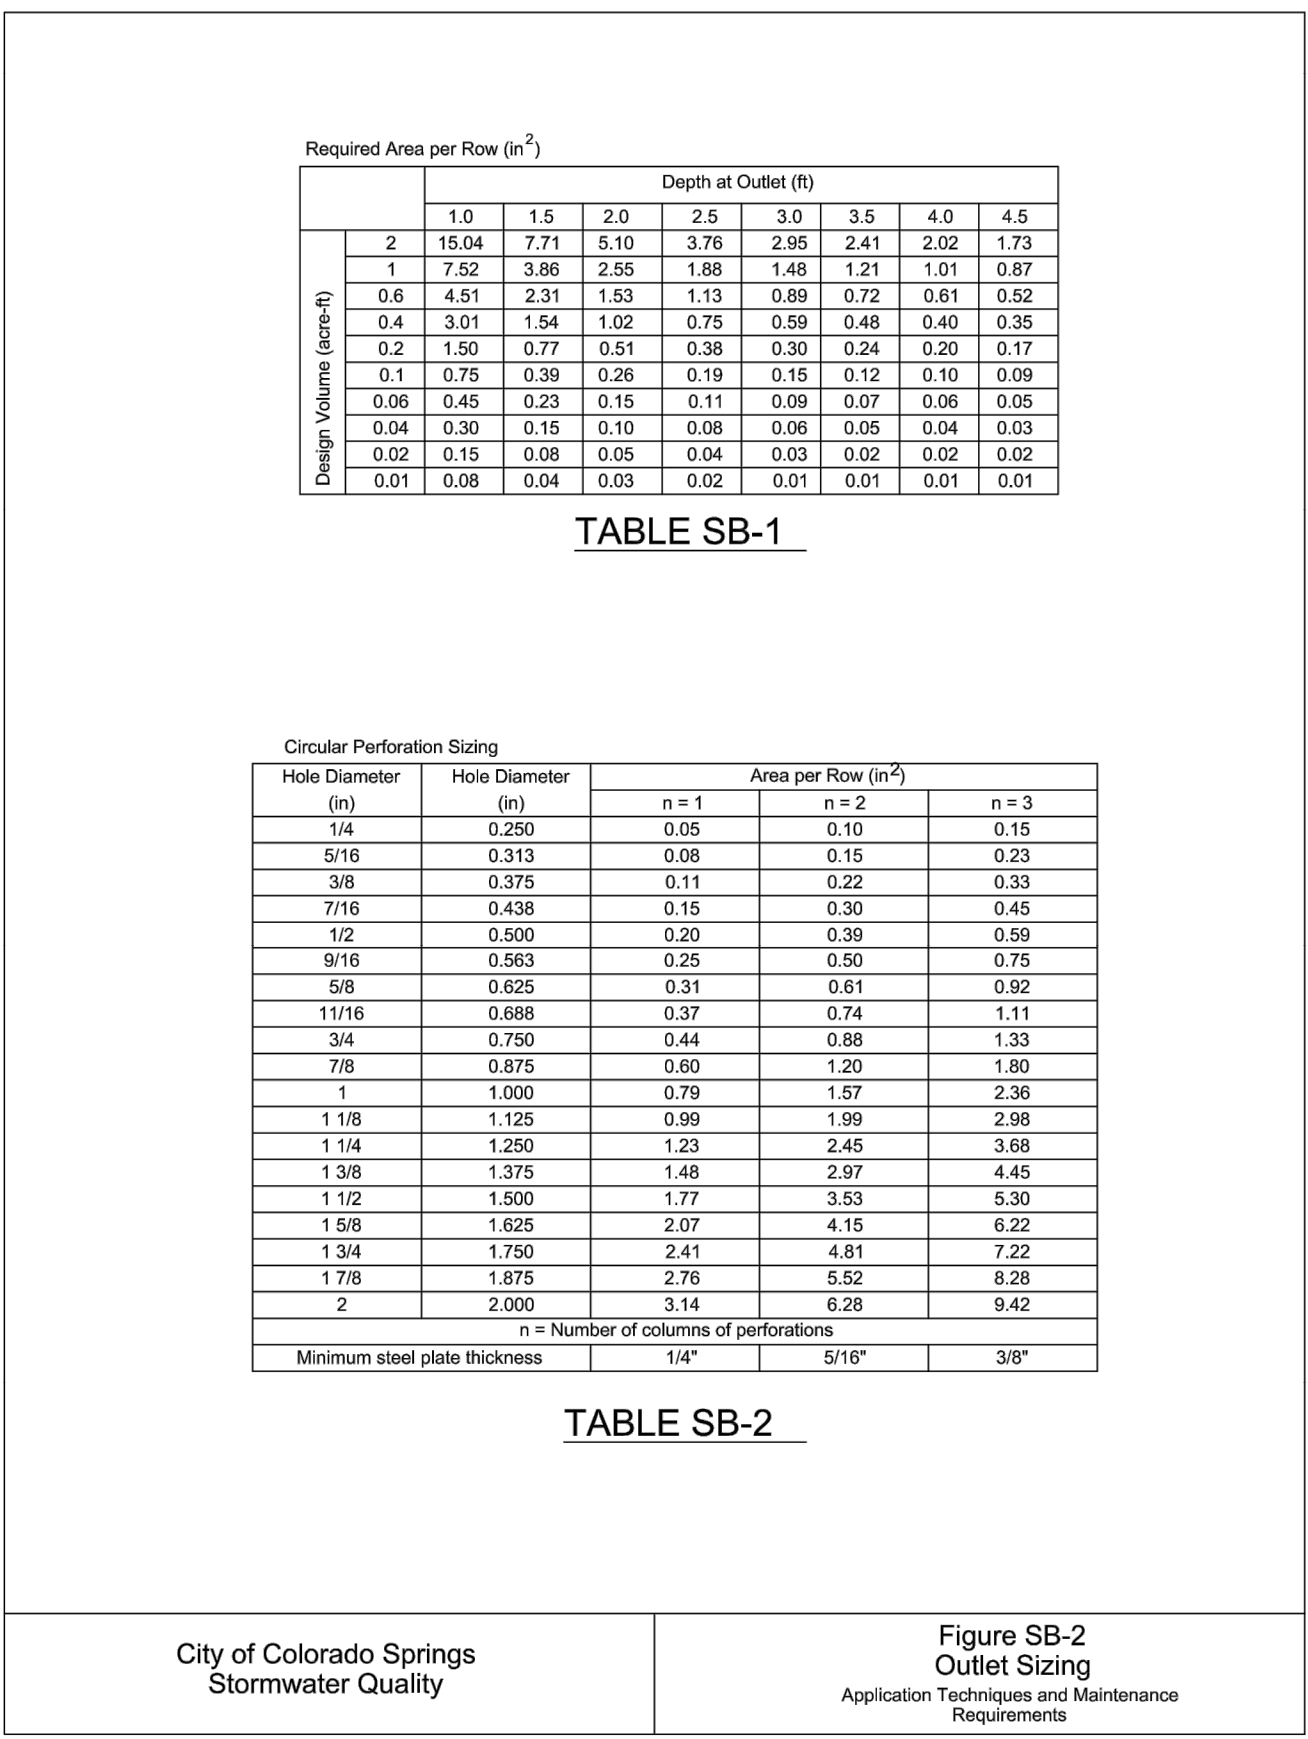 Required Area per Row (in²)
Depth at Outlet (ft)
1.0 1.5 2.0 2.5 3.0 3.5 4.0 4.5
Design Volume (acre-ft)
2 15.04 7.71 5.10 3.76 2.95 2.41 2.02 1.73
1 7.52 3.86 2.55 1.88 1.48 1.21 1.01 0.87
0.6 4.51 2.31 1.53 1.13 0.89 0.72 0.61 0.52
0.4 3.01 1.54 1.02 0.75 0.59 0.48 0.40 0.35
0.2 1.50 0.77 0.51 0.38 0.30 0.24 0.20 0.17
0.1 0.75 0.39 0.26 0.19 0.15 0.12 0.10 0.09
0.06 0.45 0.23 0.15 0.11 0.09 0.07 0.06 0.05
0.04 0.30 0.15 0.10 0.08 0.06 0.05 0.04 0.03
0.02 0.15 0.08 0.05 0.04 0.03 0.02 0.02 0.02
0.01 0.08 0.04 0.03 0.02 0.01 0.01 0.01 0.01
TABLE SB-1
Circular Perforation Sizing
Hole Diameter Hole Diameter Area per Row (in²)
(in) (in) n = 1 n = 2 n = 3
1/4 0.250 0.05 0.10 0.15
5/16 0.313 0.08 0.15 0.23
3/8 0.375 0.11 0.22 0.33
7/16 0.438 0.15 0.30 0.45
1/2 0.500 0.20 0.39 0.59
9/16 0.563 0.25 0.50 0.75
5/8 0.625 0.31 0.61 0.92
11/16 0.688 0.37 0.74 1.11
3/4 0.750 0.44 0.88 1.33
7/8 0.875 0.60 1.20 1.80
1 1.000 0.79 1.57 2.36
1 1/8 1.125 0.99 1.99 2.98
1 1/4 1.250 1.23 2.45 3.68
1 3/8 1.375 1.48 2.97 4.45
1 1/2 1.500 1.77 3.53 5.30
1 5/8 1.625 2.07 4.15 6.22
1 3/4 1.750 2.41 4.81 7.22
1 7/8 1.875 2.76 5.52 8.28
2 2.000 3.14 6.28 9.42
n = Number of columns of perforations
Minimum steel plate thickness 1/4" 5/16" 3/8"
TABLE SB-2
City of Colorado Springs
Stormwater Quality
Figure SB-2
Outlet Sizing
Application Techniques and Maintenance
Requirements